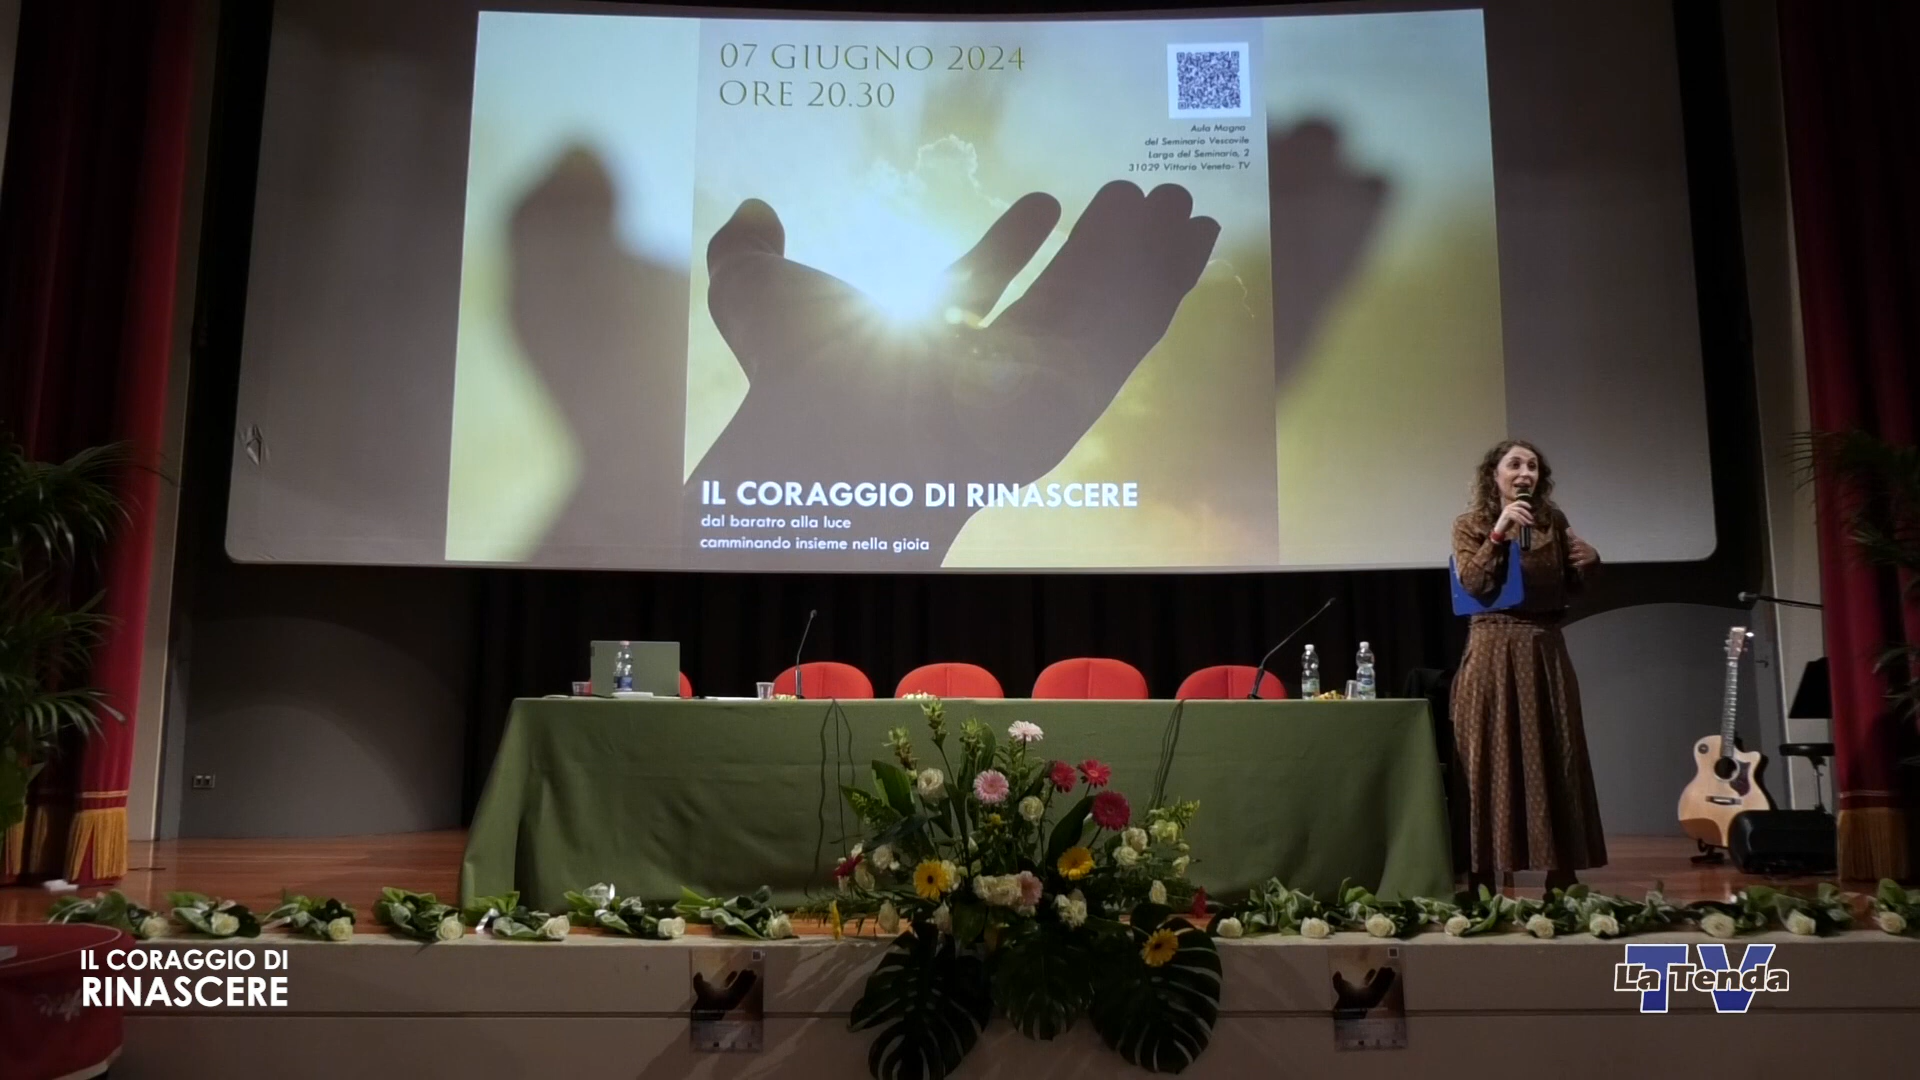 07 GIUGNO 2024
ORE 20.30
Aula Magna
del Seminario Vescovile
Largo del Seminario, 2
31029 Vittorio Veneto- TV
IL CORAGGIO DI RINASCERE
dal baratro alla luce
camminando insieme nella gioia
IL CORAGGIO DI
RINASCERE
La Tenda
TV